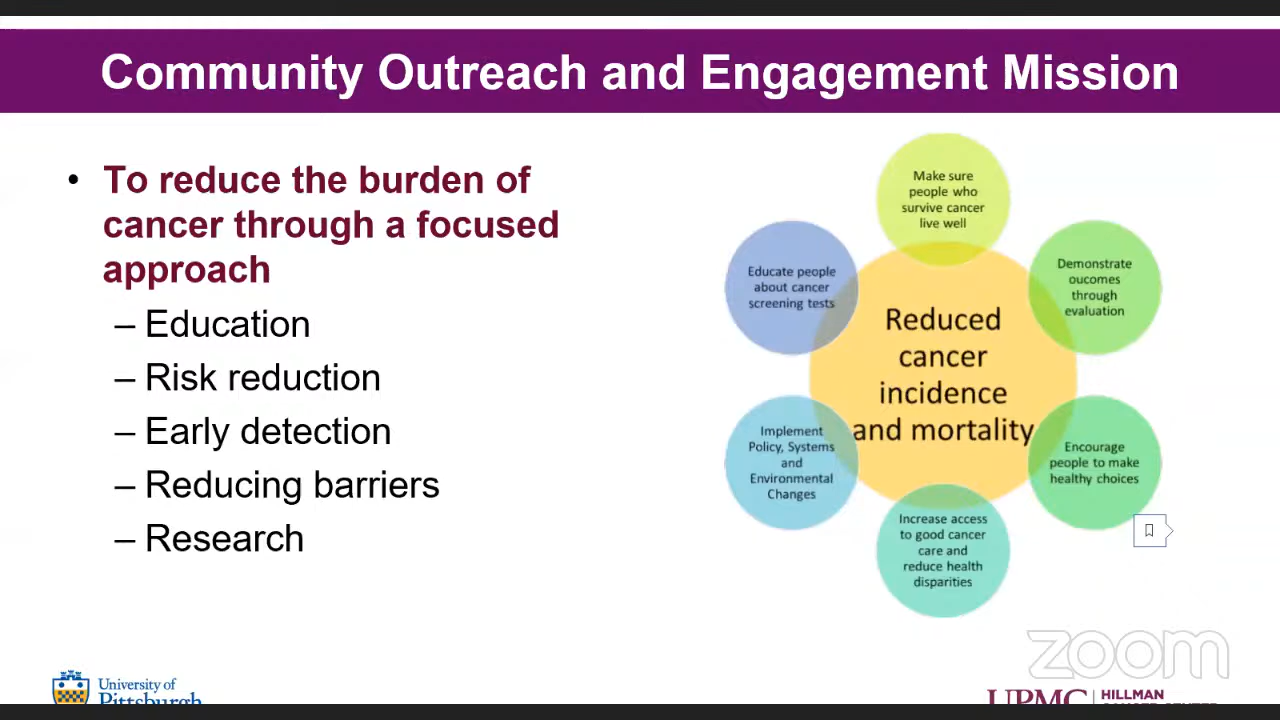 Community Outreach and Engagement Mission
• To reduce the burden of
cancer through a focused
approach
– Education
– Risk reduction
– Early detection
– Reducing barriers
– Research
Make sure
people who
survive cancer
live well
Demonstrate
oucomes
through
evaluation
Encourage
people to make
healthy choices
Increase access
to good cancer
care and
reduce health
disparities
Implement
Policy, Systems
and
Environmental
Changes
Educate people
about cancer
screening tests
Reduced
cancer
incidence
and mortality
zoom
University of
Pittsburgh
UPMC | HILLMAN
CANCER CENTER